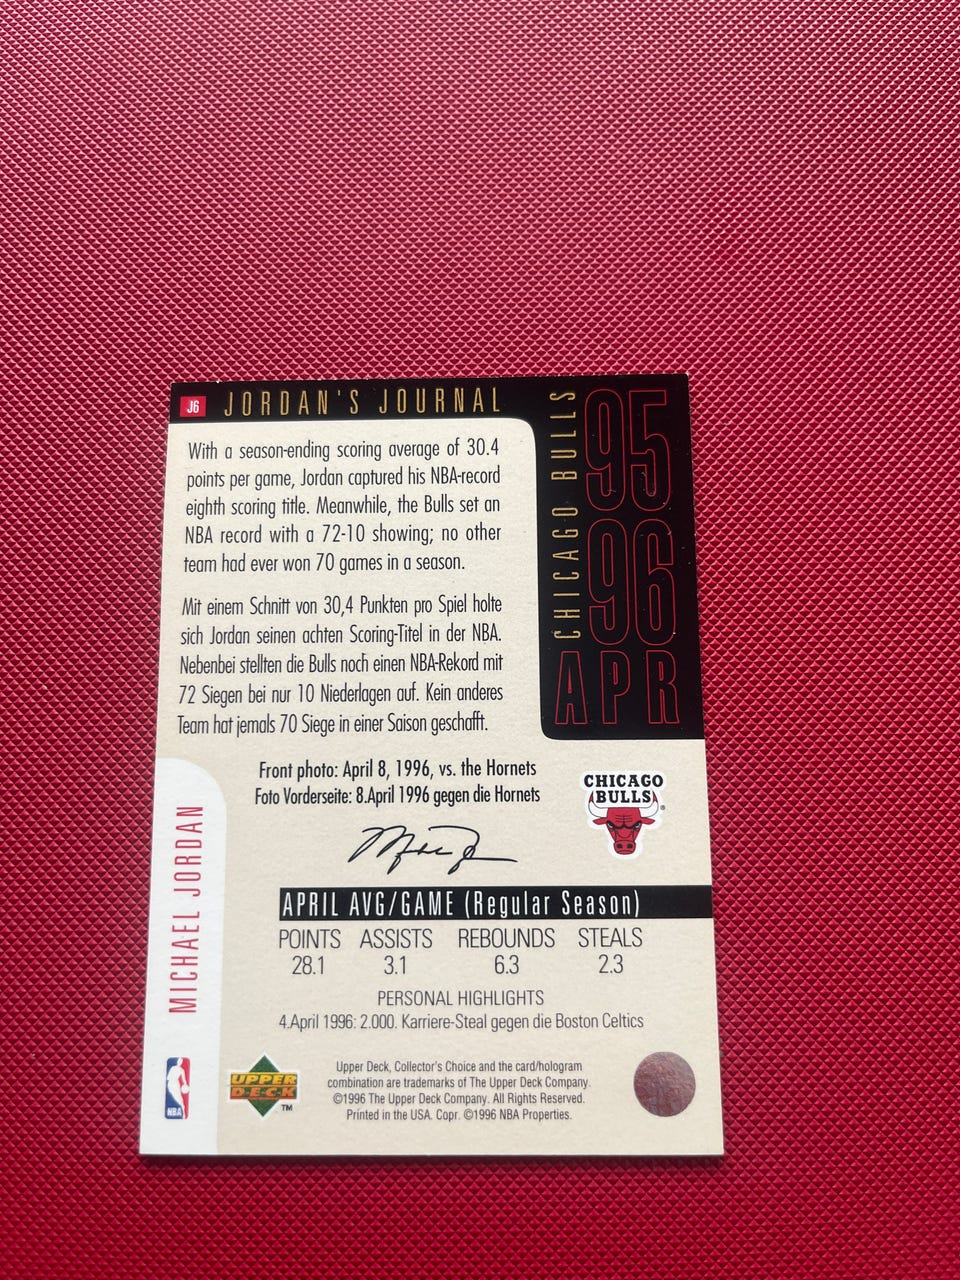 J6 JORDAN'S JOURNAL
With a season-ending scoring average of 30.4
points per game, Jordan captured his NBA-record
eighth scoring title. Meanwhile, the Bulls set an
NBA record with a 72-10 showing; no other
team had ever won 70 games in a season.
Mit einem Schnitt von 30,4 Punkten pro Spiel holte
sich Jordan seinen achten Scoring-Titel in der NBA.
Nebenbei stellten die Bulls noch einen NBA-Rekord mit
72 Siegen bei nur 10 Niederlagen auf. Kein anderes
Team hat jemals 70 Siege in einer Saison geschafft.
CHICAGO BULLS
95
96
APR
Front photo: April 8, 1996, vs. the Hornets
Foto Vorderseite: 8.April 1996 gegen die Hornets
CHICAGO
BULLS
®
MICHAEL JORDAN
APRIL AVG/GAME (Regular Season)
POINTS ASSISTS REBOUNDS STEALS
28.1 3.1 6.3 2.3
PERSONAL HIGHLIGHTS
4.April 1996: 2.000. Karriere-Steal gegen die Boston Celtics
NBA
UPPER
DECK
TM
Upper Deck, Collector's Choice and the card/hologram
combination are trademarks of The Upper Deck Company.
©1996 The Upper Deck Company. All Rights Reserved.
Printed in the USA. Copr. ©1996 NBA Properties.